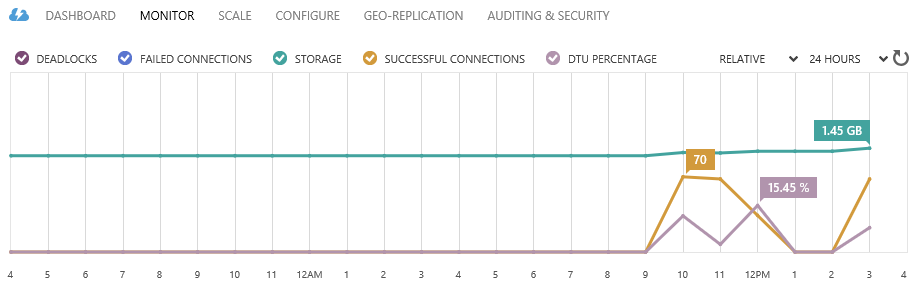 DASHBOARD MONITOR SCALE CONFIGURE GEO-REPLICATION AUDITING & SECURITY
DEADLOCKS FAILED CONNECTIONS STORAGE SUCCESSFUL CONNECTIONS DTU PERCENTAGE RELATIVE 24 HOURS
1.45 GB
70
15.45 %
4 5 6 7 8 9 10 11 12AM 1 2 3 4 5 6 7 8 9 10 11 12PM 1 2 3 4